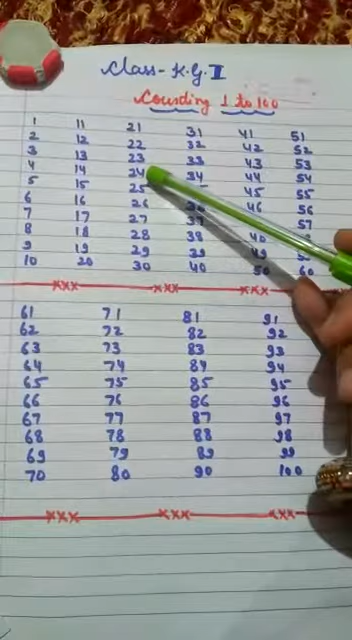 Class - K.G. II
Counting 1 to 100
1 11 21 31 41 51
2 12 22 32 42 52
3 13 23 33 43 53
4 14 24 34 44 54
5 15 25 45 55
6 16 26 36 46 56
7 17 27 37 57
8 18 28 38 48
9 19 29 39 49
10 20 30 40 50 60
xxx xxx xxx
61 71 81 91
62 72 82 92
63 73 83 93
64 74 84 94
65 75 85 95
66 76 86 96
67 77 87 97
68 78 88 98
69 79 89 99
70 80 90 100
xxx xxx xxx